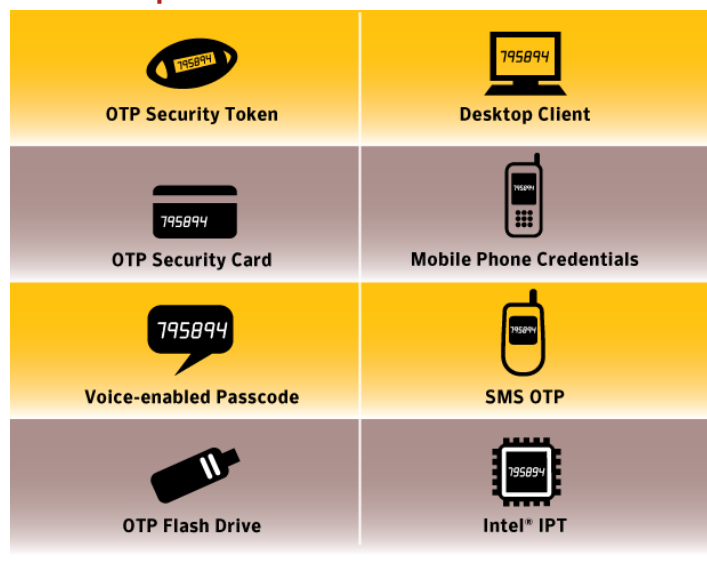 795894
795894
OTP Security Token
Desktop Client
795894
795894
OTP Security Card
Mobile Phone Credentials
795894
795894
Voice-enabled Passcode
SMS OTP
795894
OTP Flash Drive
Intel® IPT